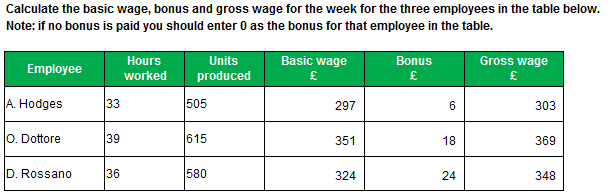 Calculate the basic wage, bonus and gross wage for the week for the three employees in the table below.
Note: if no bonus is paid you should enter 0 as the bonus for that employee in the table.
Employee Hours worked Units produced Basic wage £ Bonus £ Gross wage £
A. Hodges 33 505 297 6 303
O. Dottore 39 615 351 18 369
D. Rossano 36 580 324 24 348